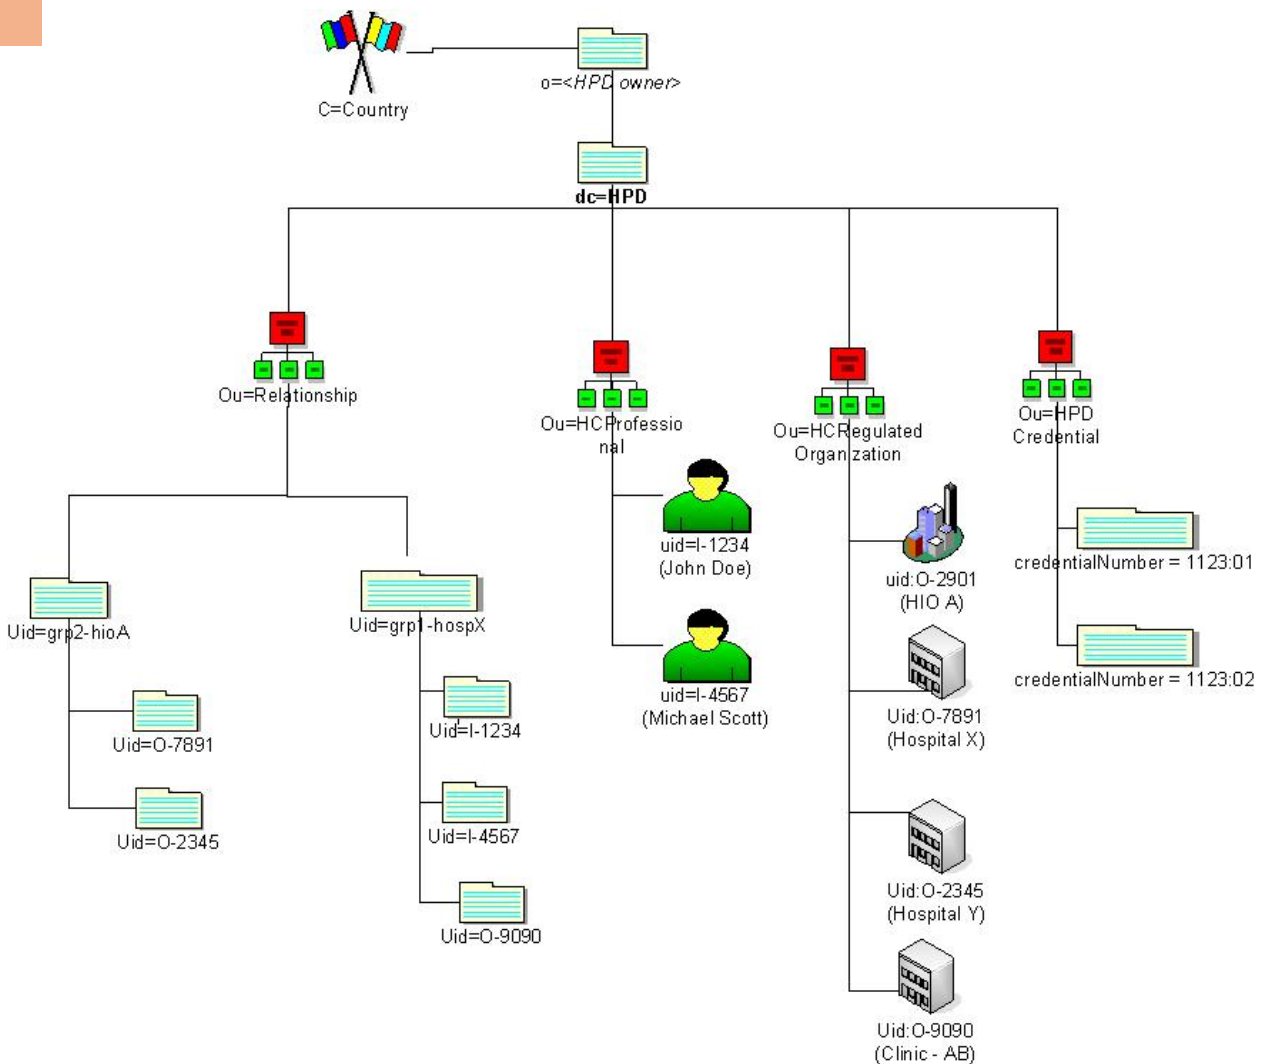 C=Country
o=<HPD owner>
dc=HPD
Ou=Relationship
Ou=HCProfessio
nal
Ou=HCRegulated
Organization
Ou=HPD
Credential
Uid=grp2-hioA
Uid=O-7891
Uid=O-2345
Uid=grp1-hospX
Uid=I-1234
Uid=I-4567
Uid=O-9090
uid=I-1234
(John Doe)
uid=I-4567
(Michael Scott)
uid:O-2901
(HIO A)
Uid:O-7891
(Hospital X)
Uid:O-2345
(Hospital Y)
Uid:O-9090
(Clinic - AB)
credentialNumber = 1123:01
credentialNumber = 1123:02